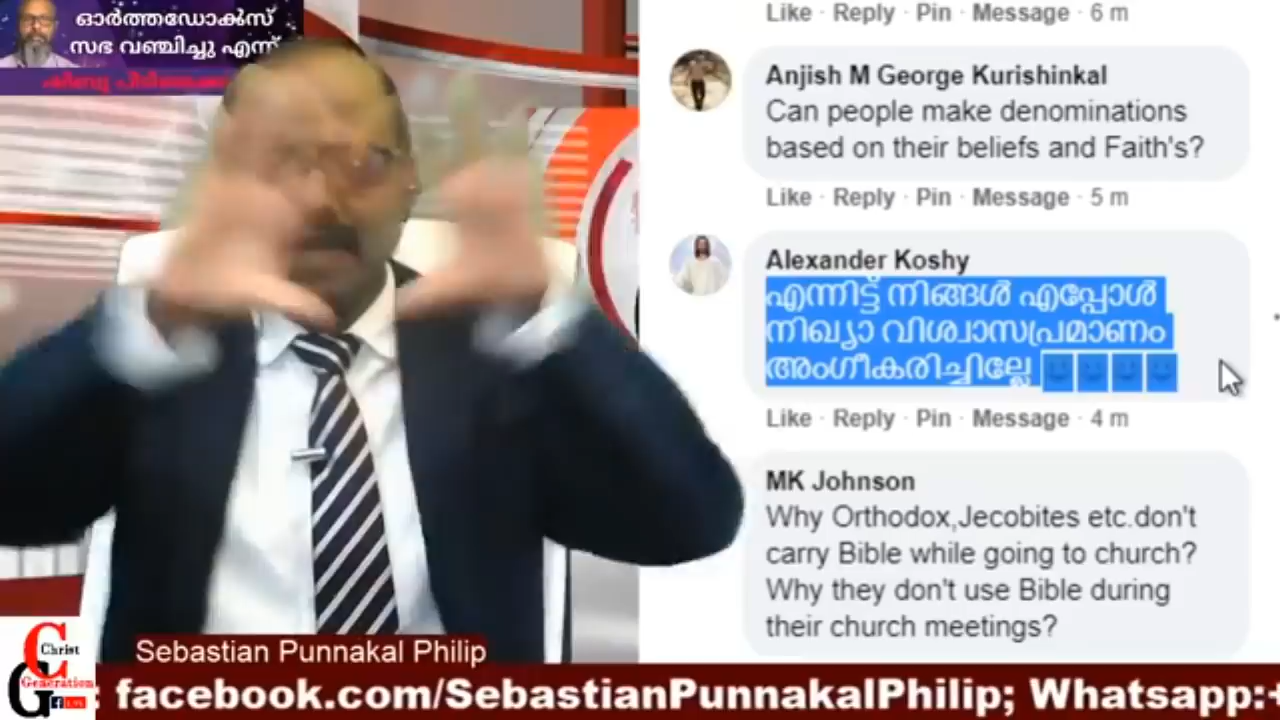 ഓർത്തഡോക്സ്
സഭ വഞ്ചിച്ചു എന്ന്
Like · Reply · Pin · Message · 6 m
Anjish M George Kurishinkal
Can people make denominations
based on their beliefs and Faith's?
Like · Reply · Pin · Message · 5 m
Alexander Koshy
എന്നിട്ട് നിങ്ങൾ എപ്പോൾ
നിഖ്യാ വിശ്വാസപ്രമാണം
അംഗീകരിച്ചില്ലേ
Like · Reply · Pin · Message · 4 m
MK Johnson
Why Orthodox,Jecobites etc.don't
carry Bible while going to church?
Why they don't use Bible during
their church meetings?
Sebastian Punnakal Philip
Christ
Generation
: facebook.com/SebastianPunnakalPhilip; Whatsapp:+